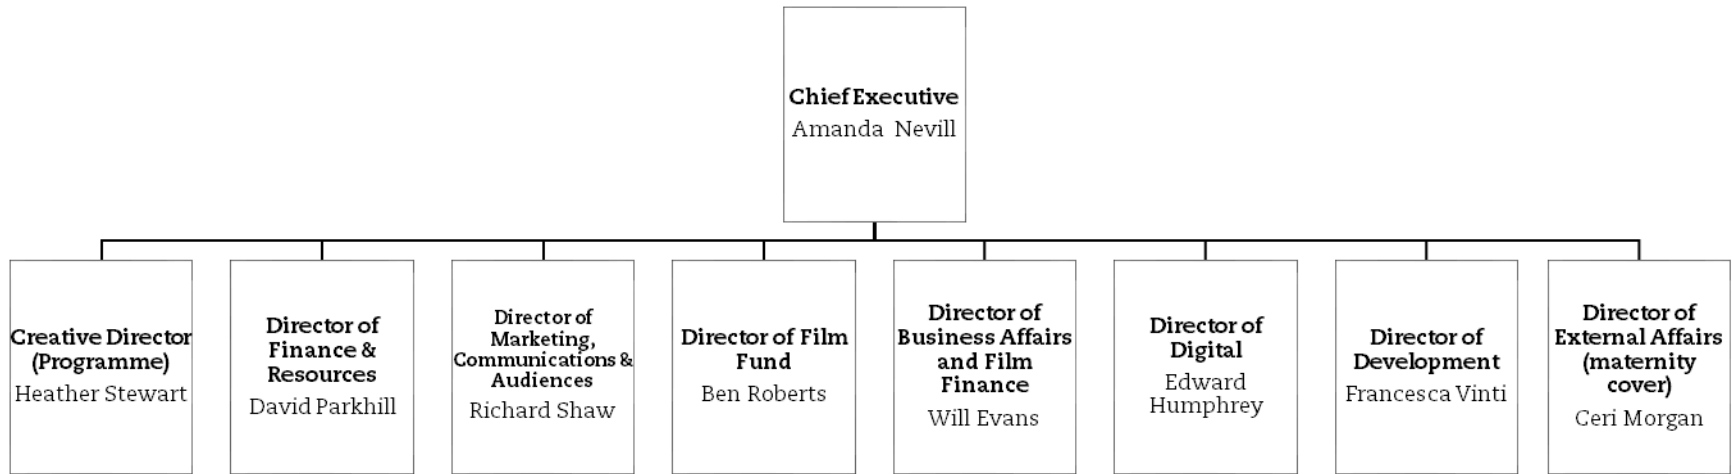 Chief Executive
Amanda Nevill
Creative Director
(Programme)
Heather Stewart
Director of
Finance &
Resources
David Parkhill
Director of
Marketing,
Communications &
Audiences
Richard Shaw
Director of Film
Fund
Ben Roberts
Director of
Business Affairs
and Film
Finance
Will Evans
Director of
Digital
Edward
Humphrey
Director of
Development
Francesca Vinti
Director of
External Affairs
(maternity
cover)
Ceri Morgan